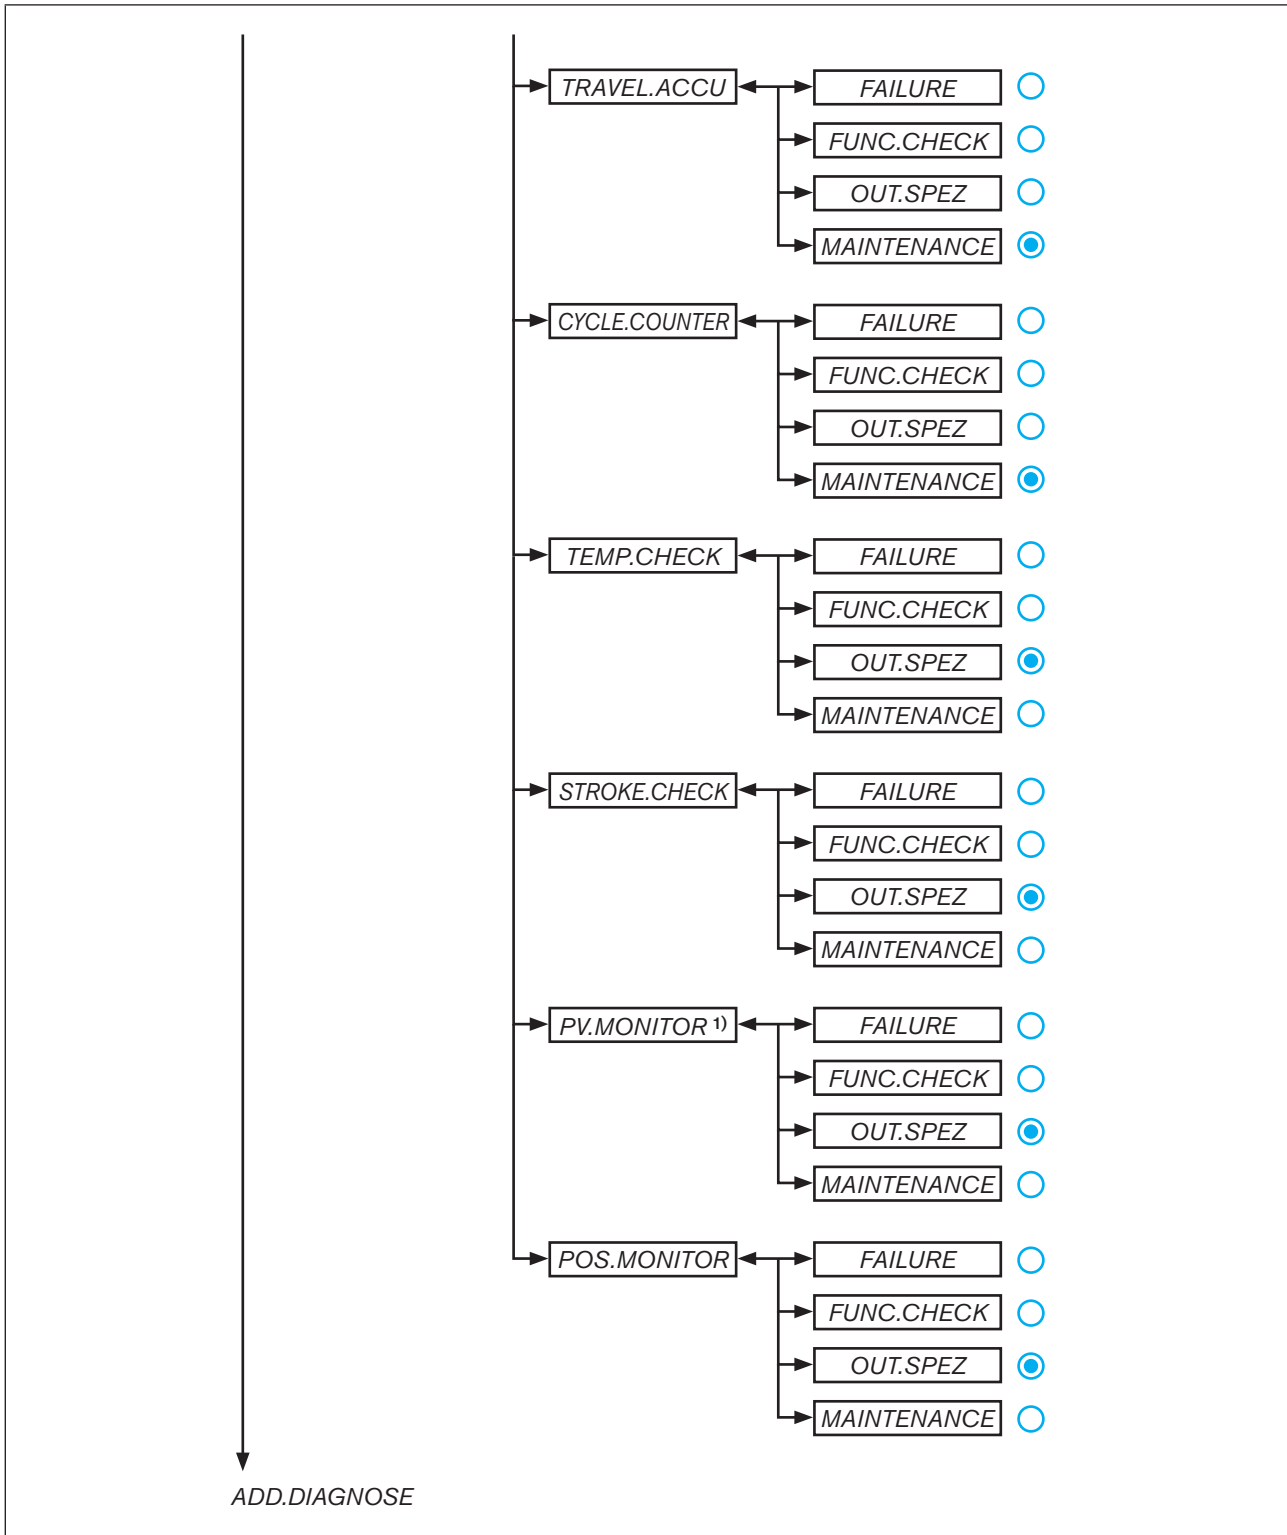 TRAVEL.ACCU FAILURE
FUNC.CHECK
OUT.SPEZ
MAINTENANCE
CYCLE.COUNTER FAILURE
FUNC.CHECK
OUT.SPEZ
MAINTENANCE
TEMP.CHECK FAILURE
FUNC.CHECK
OUT.SPEZ
MAINTENANCE
STROKE.CHECK FAILURE
FUNC.CHECK
OUT.SPEZ
MAINTENANCE
PV.MONITOR 1) FAILURE
FUNC.CHECK
OUT.SPEZ
MAINTENANCE
POS.MONITOR FAILURE
FUNC.CHECK
OUT.SPEZ
MAINTENANCE
ADD.DIAGNOSE